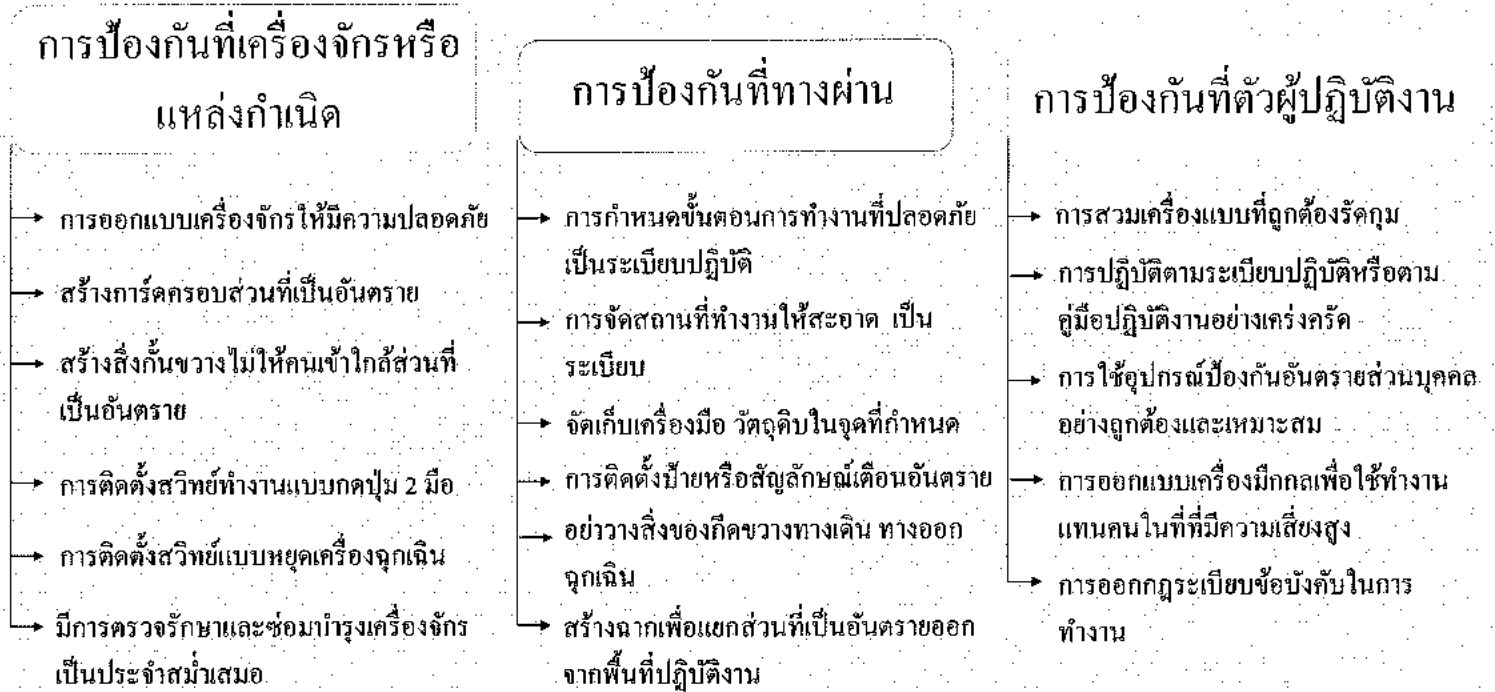 การป้องกันที่เครื่องจักรหรือ
แหล่งกำเนิด
การออกแบบเครื่องจักรให้มีความปลอดภัย
สร้างการ์ดครอบส่วนที่เป็นอันตราย
สร้างสิ่งกั้นขวางไม่ให้คนเข้าใกล้ส่วนที่
เป็นอันตราย
การติดตั้งสวิทย์ทำงานแบบกดปุ่ม 2 มือ
การติดตั้งสวิทย์แบบหยุดเครื่องฉุกเฉิน
มีการตรวจรักษาและซ่อมบำรุงเครื่องจักร
เป็นประจำสม่ำเสมอ
การป้องกันที่ทางผ่าน
การกำหนดขั้นตอนการทำงานที่ปลอดภัย
เป็นระเบียบปฏิบัติ
การจัดสถานที่ทำงานให้สะอาด เป็น
ระเบียบ
จัดเก็บเครื่องมือ วัตถุดิบในจุดที่กำหนด
การติดตั้งป้ายหรือสัญลักษณ์เตือนอันตราย
อย่าวางสิ่งของกีดขวางทางเดิน ทางออก
ฉุกเฉิน
สร้างฉากเพื่อแยกส่วนที่เป็นอันตรายออก
จากพื้นที่ปฏิบัติงาน
การป้องกันที่ตัวผู้ปฏิบัติงาน
การสวมเครื่องแบบที่ถูกต้องรัดกุม
การปฏิบัติตามระเบียบปฏิบัติหรือตาม
คู่มือปฏิบัติงานอย่างเคร่งครัด
การใช้อุปกรณ์ป้องกันอันตรายส่วนบุคคล
อย่างถูกต้องและเหมาะสม
การออกแบบเครื่องมีกกลเพื่อใช้ทำงาน
แทนคนในที่ที่มีความเสี่ยงสูง
การออกกฎระเบียบข้อบังคับในการ
ทำงาน